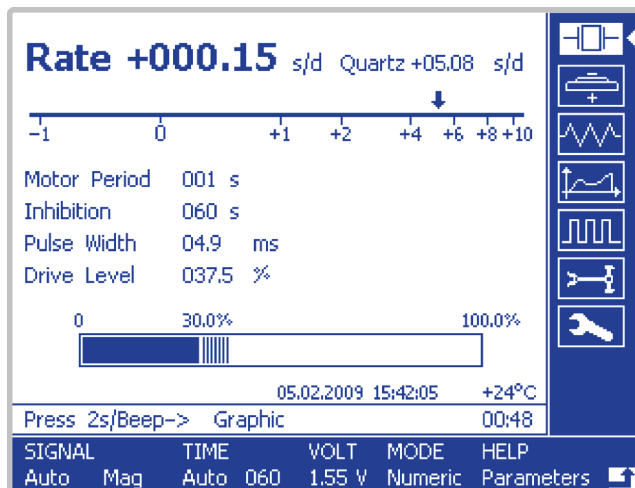 Rate +000.15 s/d Quartz +05.08 s/d
-1 0 +1 +2 +4 +6 +8 +10
Motor Period 001 s
Inhibition 060 s
Pulse Width 04.9 ms
Drive Level 037.5 %
0 30.0% 100.0%
05.02.2009 15:42:05 +24°C
Press 2s/Beep-> Graphic 00:48
SIGNAL TIME VOLT MODE HELP
Auto Mag Auto 060 1.55 V Numeric Parameters